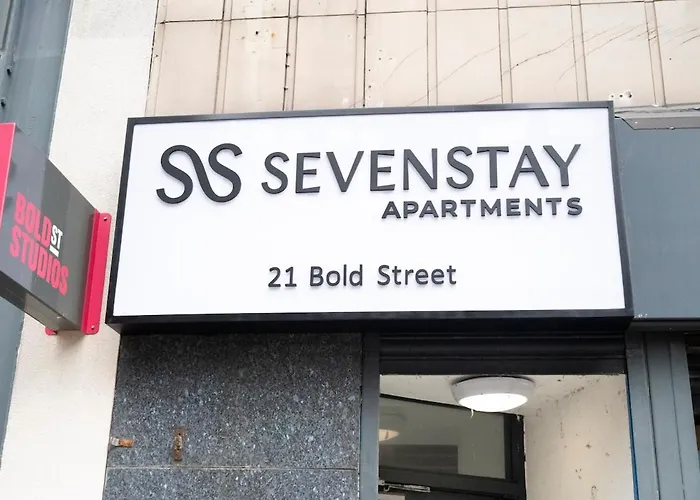 SEVENSTAY
APARTMENTS
21 Bold Street
BOLD ST
STUDIOS